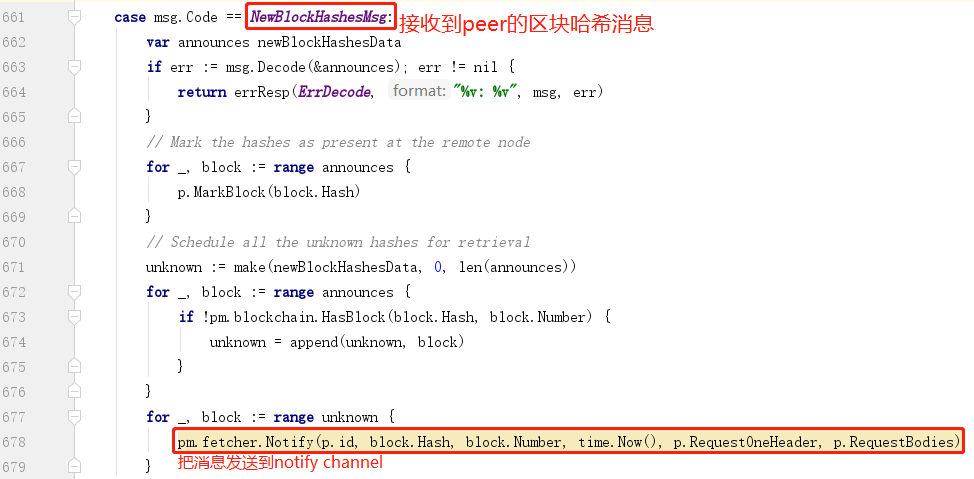 661 case msg.Code == NewBlockHashesMsg: 接收到peer的区块哈希消息
662 var announces newBlockHashesData
663 if err := msg.Decode(&announces); err != nil {
664 return errResp(ErrDecode, format: "%v: %v", msg, err)
665 }
666 // Mark the hashes as present at the remote node
667 for _, block := range announces {
668 p.MarkBlock(block.Hash)
669 }
670 // Schedule all the unknown hashes for retrieval
671 unknown := make(newBlockHashesData, 0, len(announces))
672 for _, block := range announces {
673 if !pm.blockchain.HasBlock(block.Hash, block.Number) {
674 unknown = append(unknown, block)
675 }
676 }
677 for _, block := range unknown {
678 pm.fetcher.Notify(p.id, block.Hash, block.Number, time.Now(), p.RequestOneHeader, p.RequestBodies)
679 } 把消息发送到notify channel